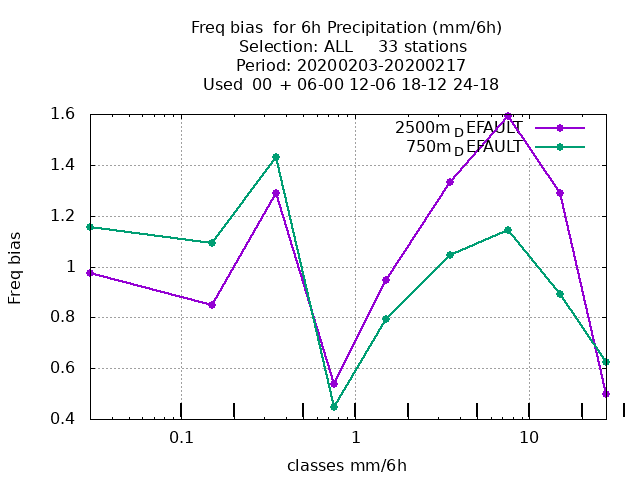 Freq bias  for 6h Precipitation (mm/6h)
Selection: ALL     33 stations
Period: 20200203-20200217
Used  00  + 06-00 12-06 18-12 24-18
2500m_DEFAULT
750m_DEFAULT
1.6
1.4
1.2
1
0.8
0.6
0.4
Freq bias
0.1
1
10
classes mm/6h